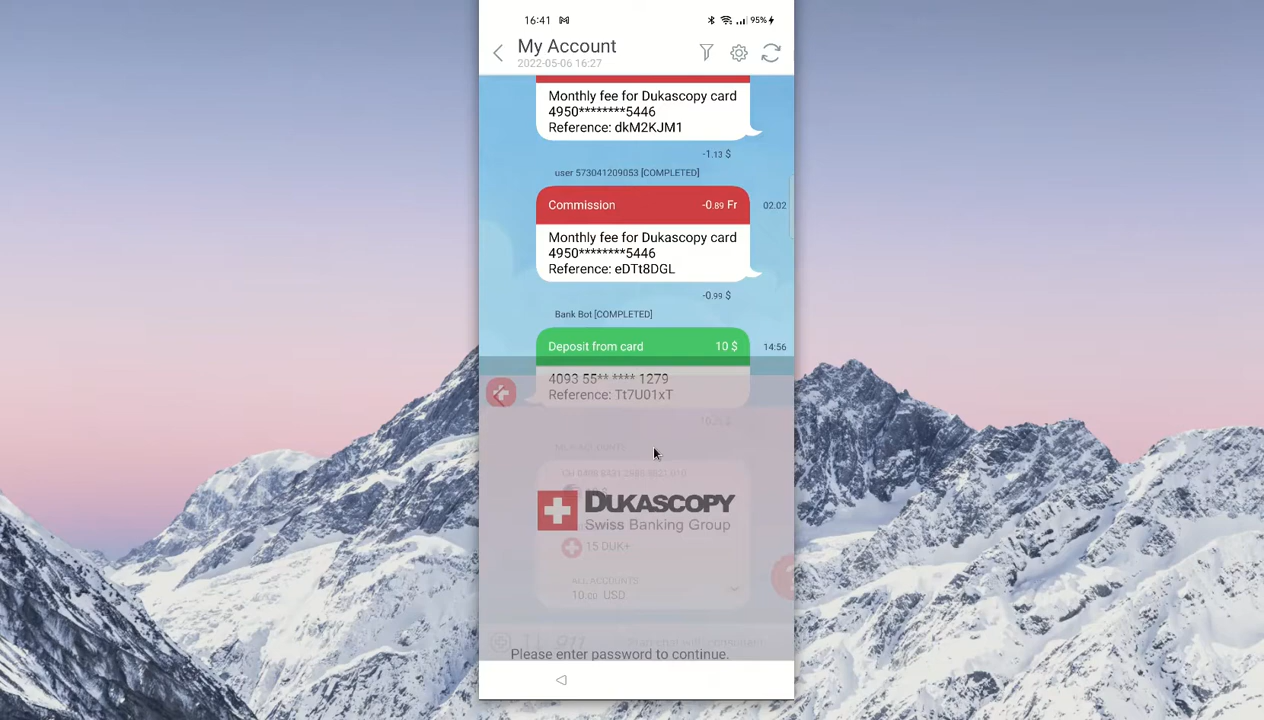 16:41 95%
My Account
2022-05-06 16:27
Monthly fee for Dukascopy card
4950********5446
Reference: dkM2KJM1
-1.13 $
user 573041209053 [COMPLETED]
Commission -0.89 Fr 02.02
Monthly fee for Dukascopy card
4950********5446
Reference: eDTt8DGL
-0.99 $
Bank Bot [COMPLETED]
Deposit from card 10 $ 14:56
4093 55** **** 1279
Reference: Tt7U01xT
DUKASCOPY
Swiss Banking Group
15 DUK+
ALL ACCOUNTS
10.00 USD
Please enter password to continue.